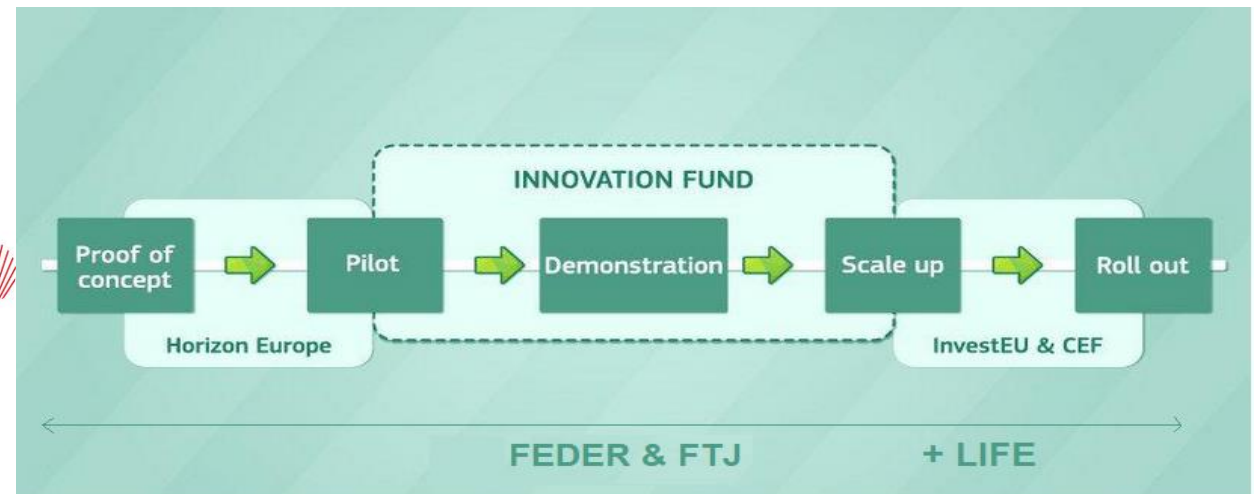 INNOVATION FUND
Proof of
concept
Pilot
Demonstration
Scale up
Roll out
Horizon Europe
InvestEU & CEF
FEDER & FTJ
+ LIFE